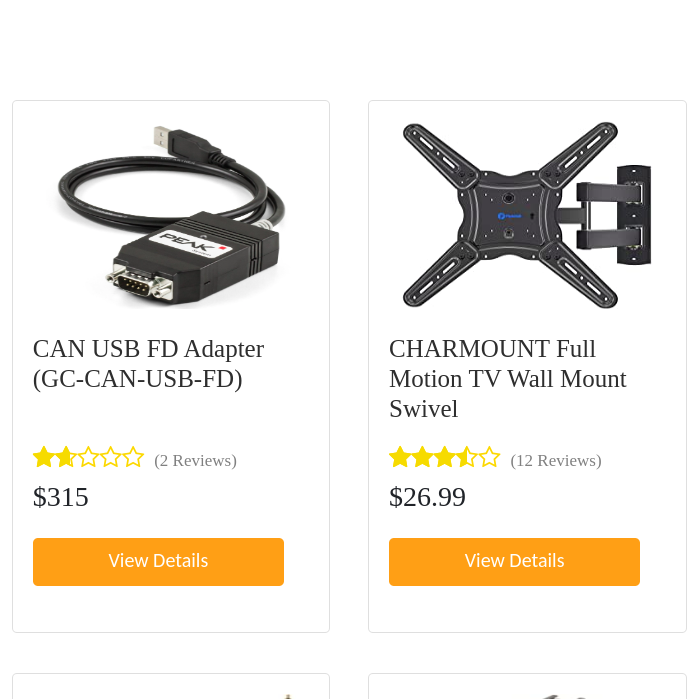 PEAK
CAN USB FD Adapter
(GC-CAN-USB-FD)
(2 Reviews)
$315
View Details
CHARMOUNT Full
Motion TV Wall Mount
Swivel
(12 Reviews)
$26.99
View Details